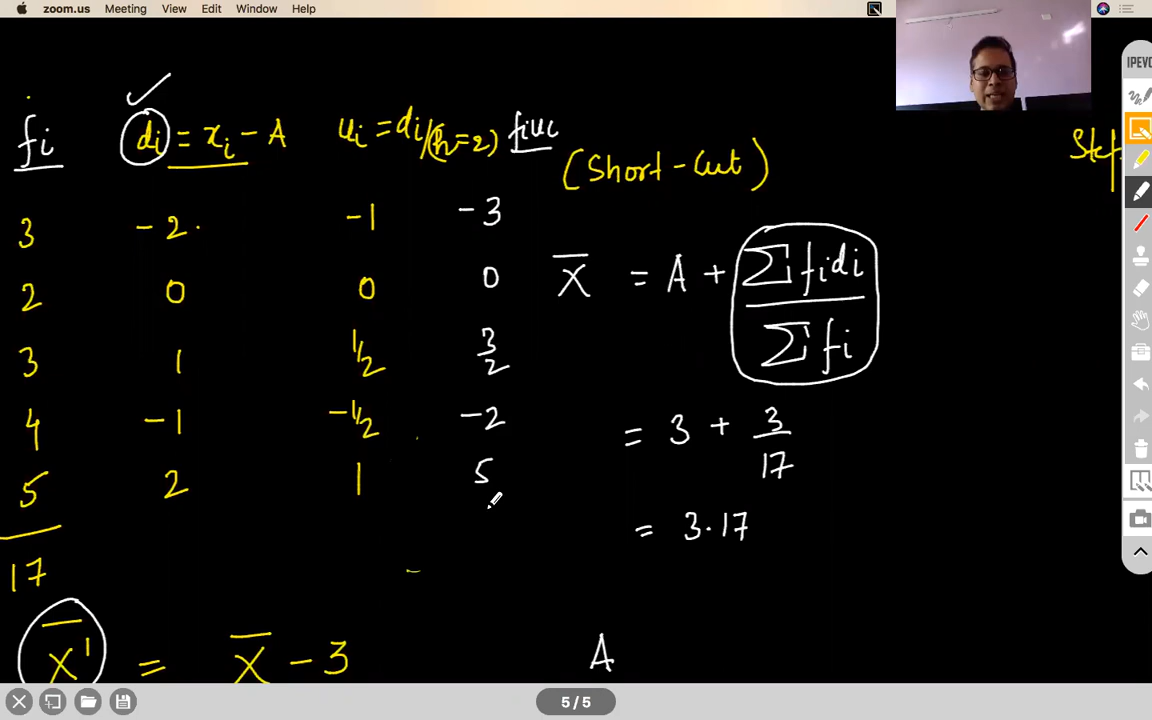 zoom.us Meeting View Edit Window Help
IPEVO
fi di = xi - A ui = di/(h=2) fiui
(Short-Cut)
3 -2 -1 -3
2 0 0 0
3 1 1/2 3/2
4 -1 -1/2 -2
5 2 1 5
17
X̄ = A + Σfidi / Σfi
= 3 + 3/17
= 3.17
X̄' = X̄ - 3
A
5/5